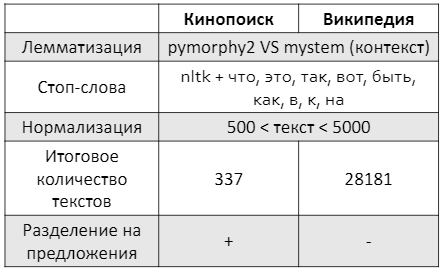 Кинопоиск Википедия
Лемматизация pymorphy2 VS mystem (контекст)
Стоп-слова nltk + что, это, так, вот, быть,
как, в, к, на
Нормализация 500 < текст < 5000
Итоговое
количество 337 28181
текстов
Разделение на
предложения + -